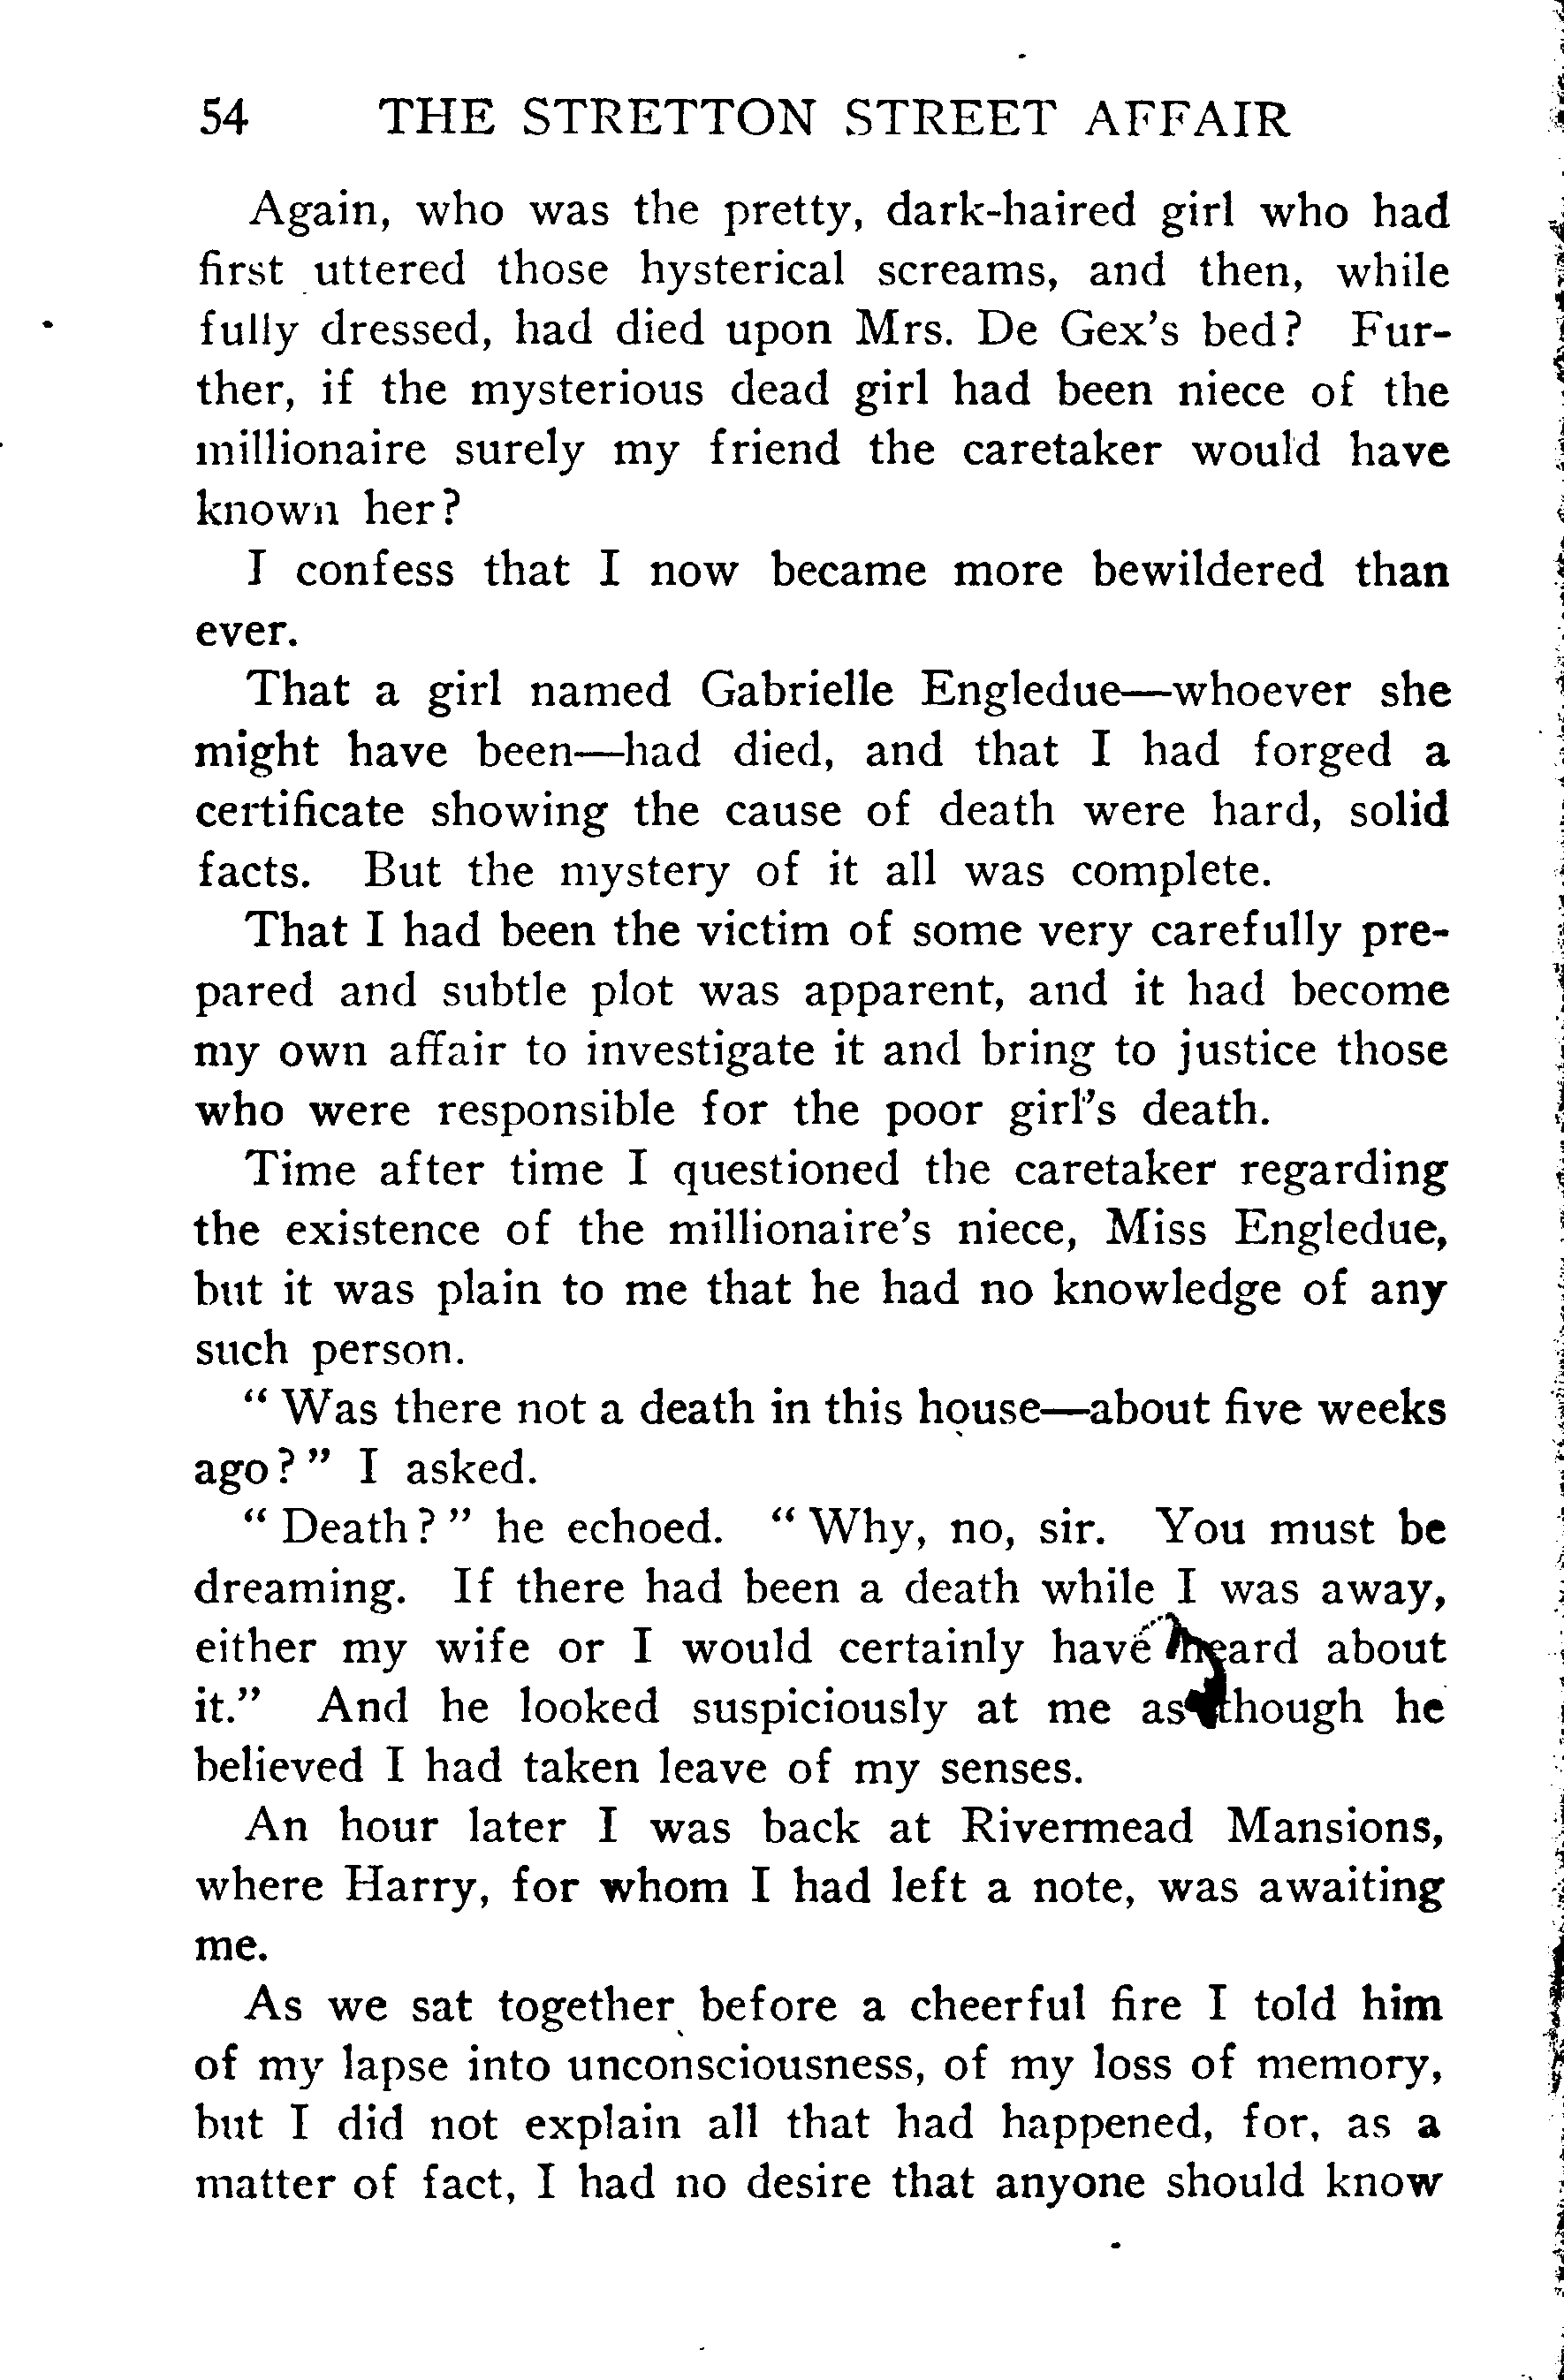 54 THE STRETTON STREET AFFAIR
Again, who was the pretty, dark-haired girl who had
first uttered those hysterical screams, and then, while
fully dressed, had died upon Mrs. De Gex's bed? Fur-
ther, if the mysterious dead girl had been niece of the
millionaire surely my friend the caretaker would have
known her?
I confess that I now became more bewildered than
ever.
That a girl named Gabrielle Engledue—whoever she
might have been—had died, and that I had forged a
certificate showing the cause of death were hard, solid
facts. But the mystery of it all was complete.
That I had been the victim of some very carefully pre-
pared and subtle plot was apparent, and it had become
my own affair to investigate it and bring to justice those
who were responsible for the poor girl's death.
Time after time I questioned the caretaker regarding
the existence of the millionaire's niece, Miss Engledue,
but it was plain to me that he had no knowledge of any
such person.
" Was there not a death in this house—about five weeks
ago?" I asked.
" Death?" he echoed. " Why, no, sir. You must be
dreaming. If there had been a death while I was away,
either my wife or I would certainly have heard about
it." And he looked suspiciously at me as though he
believed I had taken leave of my senses.
An hour later I was back at Rivermead Mansions,
where Harry, for whom I had left a note, was awaiting
me.
As we sat together before a cheerful fire I told him
of my lapse into unconsciousness, of my loss of memory,
but I did not explain all that had happened, for, as a
matter of fact, I had no desire that anyone should know